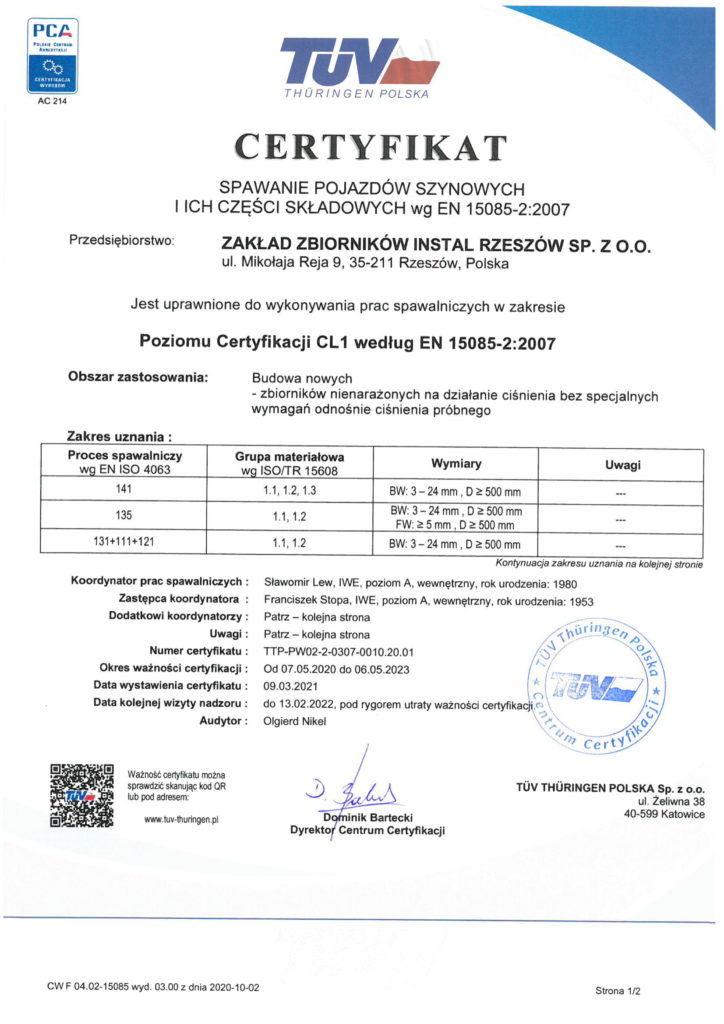 PCA
POLSKIE CENTRUM
AKREDYTACJI
CERTYFIKACJA
WYROBÓW
AC 214
TÜV
THÜRINGEN POLSKA
CERTYFIKAT
SPAWANIE POJAZDÓW SZYNOWYCH
I ICH CZĘŚCI SKŁADOWYCH wg EN 15085-2:2007
Przedsiębiorstwo: ZAKŁAD ZBIORNIKÓW INSTAL RZESZÓW SP. Z O.O.
ul. Mikołaja Reja 9, 35-211 Rzeszów, Polska
Jest uprawnione do wykonywania prac spawalniczych w zakresie
Poziomu Certyfikacji CL1 według EN 15085-2:2007
Obszar zastosowania: Budowa nowych
- zbiorników nienarażonych na działanie ciśnienia bez specjalnych
wymagań odnośnie ciśnienia próbnego
Zakres uznania :
Proces spawalniczy wg EN ISO 4063 Grupa materiałowa wg ISO/TR 15608 Wymiary Uwagi
141 1.1, 1.2, 1.3 BW: 3 – 24 mm , D ≥ 500 mm ---
135 1.1, 1.2 BW: 3 – 24 mm , D ≥ 500 mm FW: ≥ 5 mm , D ≥ 500 mm ---
131+111+121 1.1, 1.2 BW: 3 – 24 mm , D ≥ 500 mm ---
Kontynuacja zakresu uznania na kolejnej stronie
Koordynator prac spawalniczych : Sławomir Lew, IWE, poziom A, wewnętrzny, rok urodzenia: 1980
Zastępca koordynatora : Franciszek Stopa, IWE, poziom A, wewnętrzny, rok urodzenia: 1953
Dodatkowi koordynatorzy : Patrz – kolejna strona
Uwagi : Patrz – kolejna strona
Numer certyfikatu : TTP-PW02-2-0307-0010.20.01
Okres ważności certyfikacji : Od 07.05.2020 do 06.05.2023
Data wystawienia certyfikatu : 09.03.2021
Data kolejnej wizyty nadzoru : do 13.02.2022, pod rygorem utraty ważności certyfikacji.
Audytor : Olgierd Nikel
TÜV Thüringen Polska
TÜV
Centrum Certyfikacji
TÜV
Ważność certyfikatu można
sprawdzić skanując kod QR
lub pod adresem:
www.tuv-thuringen.pl
Dominik Bartecki
Dyrektor Centrum Certyfikacji
TÜV THÜRINGEN POLSKA Sp. z o.o.
ul. Żeliwna 38
40-599 Katowice
CW F 04.02-15085 wyd. 03.00 z dnia 2020-10-02
Strona 1/2